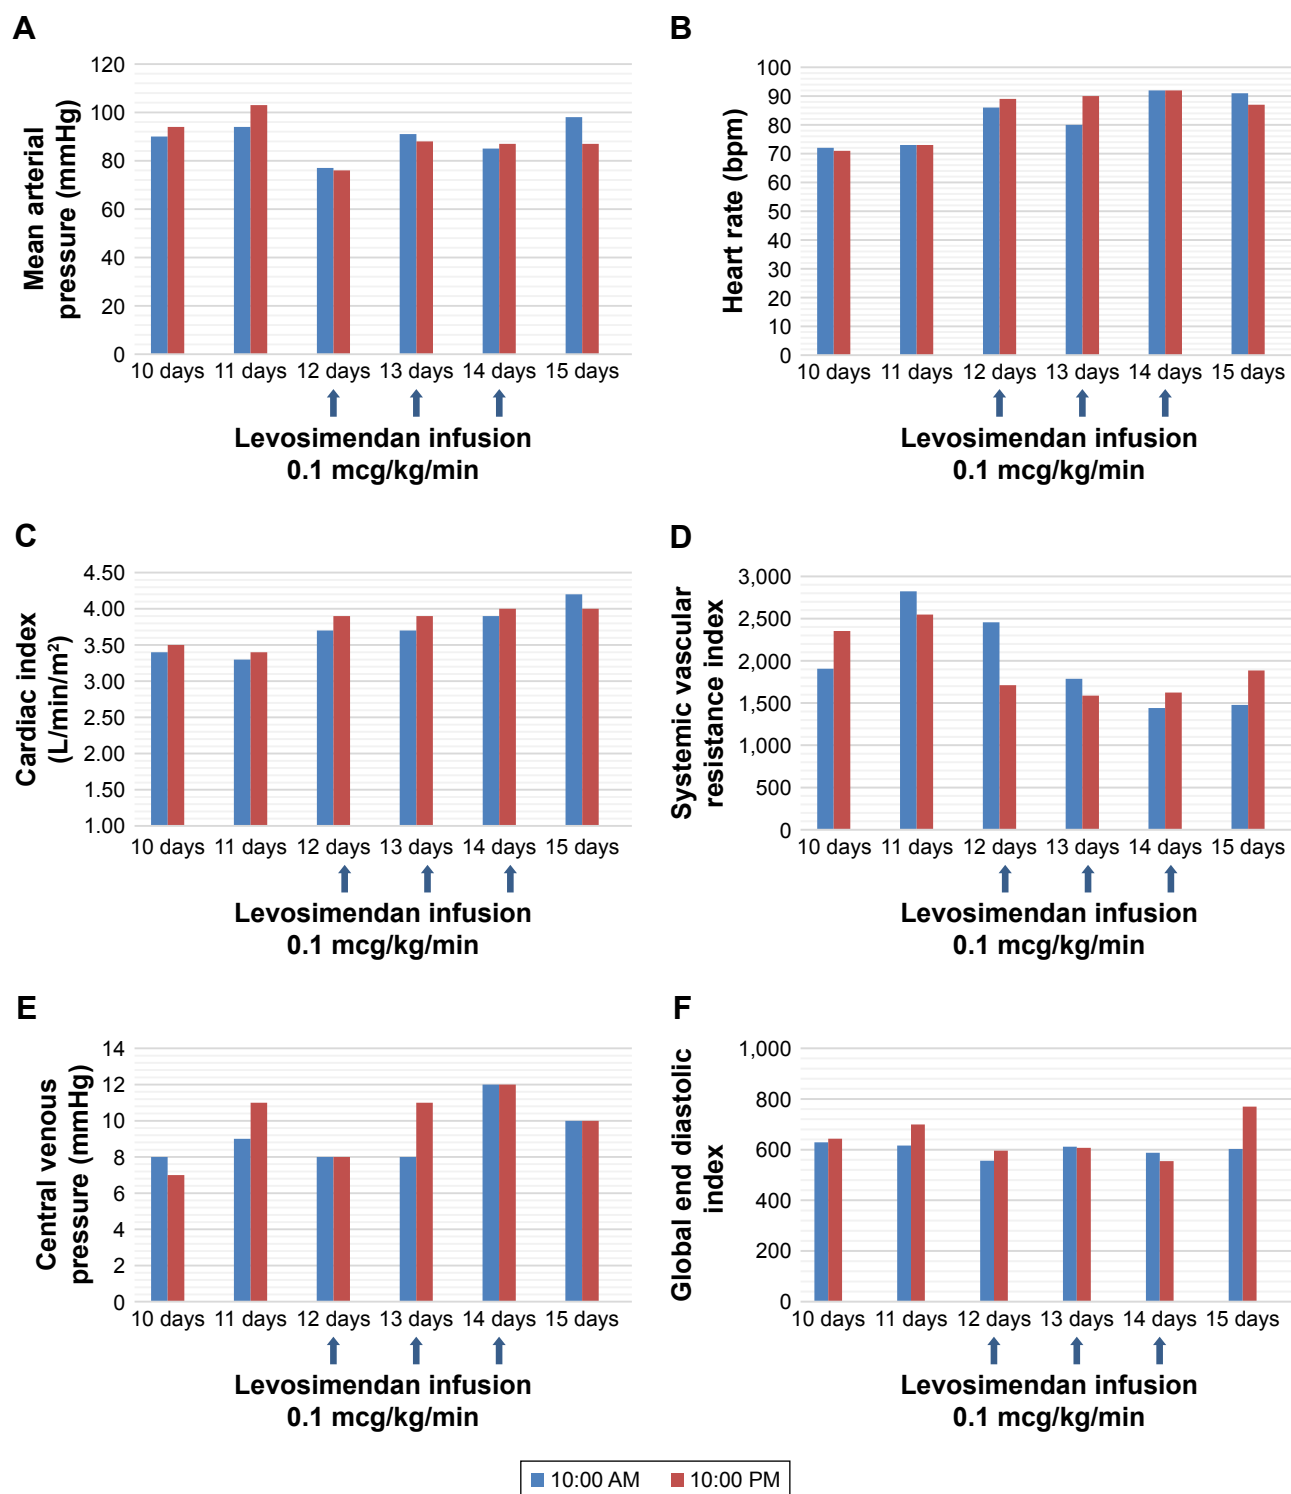 A
Mean arterial
pressure (mmHg)
120
100
80
60
40
20
0
10 days 11 days 12 days 13 days 14 days 15 days
Levosimendan infusion
0.1 mcg/kg/min
B
Heart rate (bpm)
100
90
80
70
60
50
40
30
20
10
0
10 days 11 days 12 days 13 days 14 days 15 days
Levosimendan infusion
0.1 mcg/kg/min
C
Cardiac index
(L/min/m²)
4.50
4.00
3.50
3.00
2.50
2.00
1.50
1.00
10 days 11 days 12 days 13 days 14 days 15 days
Levosimendan infusion
0.1 mcg/kg/min
D
Systemic vascular
resistance index
3,000
2,500
2,000
1,500
1,000
500
0
10 days 11 days 12 days 13 days 14 days 15 days
Levosimendan infusion
0.1 mcg/kg/min
E
Central venous
pressure (mmHg)
14
12
10
8
6
4
2
0
10 days 11 days 12 days 13 days 14 days 15 days
Levosimendan infusion
0.1 mcg/kg/min
F
Global end diastolic
index
1,000
800
600
400
200
0
10 days 11 days 12 days 13 days 14 days 15 days
Levosimendan infusion
0.1 mcg/kg/min
10:00 AM 10:00 PM